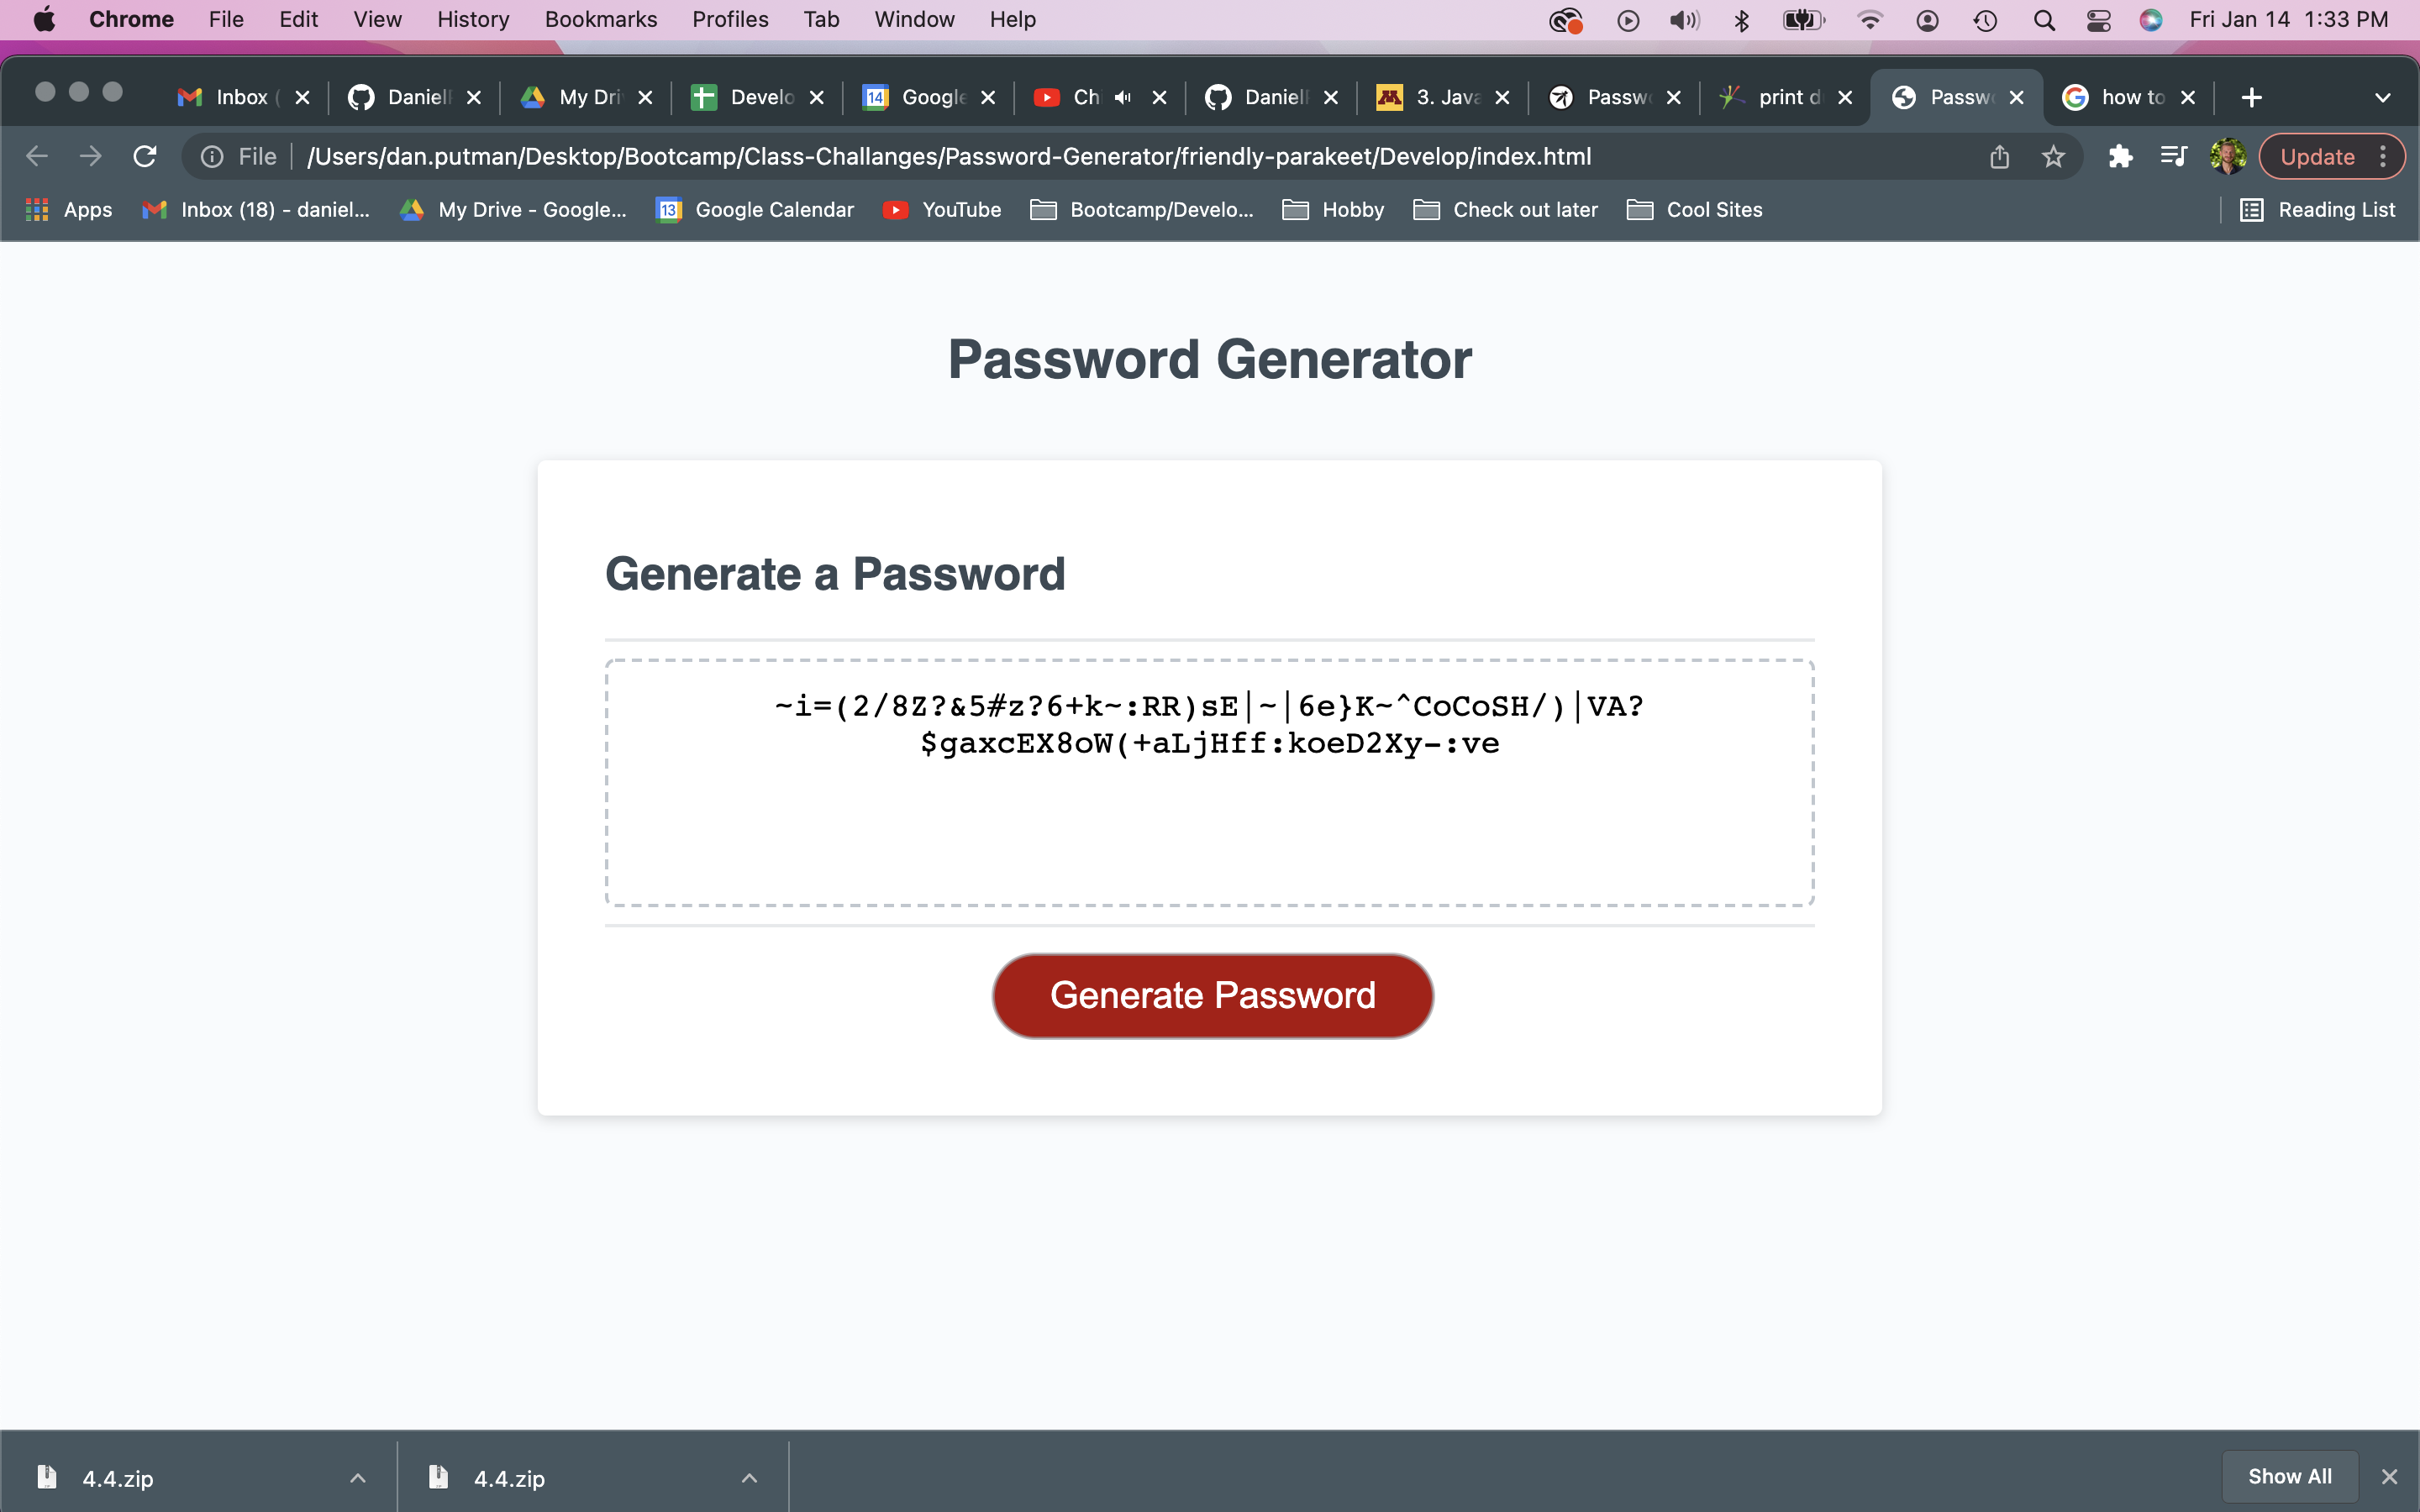 Chrome File Edit View History Bookmarks Profiles Tab Window Help Fri Jan 14 1:33 PM
Inbox ( Daniel My Dri Develo 14 Google Ch Daniel 3. Java Passw print d Passw how to
File /Users/dan.putman/Desktop/Bootcamp/Class-Challanges/Password-Generator/friendly-parakeet/Develop/index.html Update
Apps Inbox (18) - daniel... My Drive - Google... 13 Google Calendar YouTube Bootcamp/Develo... Hobby Check out later Cool Sites Reading List
Password Generator
Generate a Password
~i=(2/8Z?&5#z?6+k~:RR)sE|~|6e}K~^CoCoSH/)|VA?
$gaxcEX8oW(+aLjHff:koeD2Xy-:ve
Generate Password
4.4.zip 4.4.zip Show All